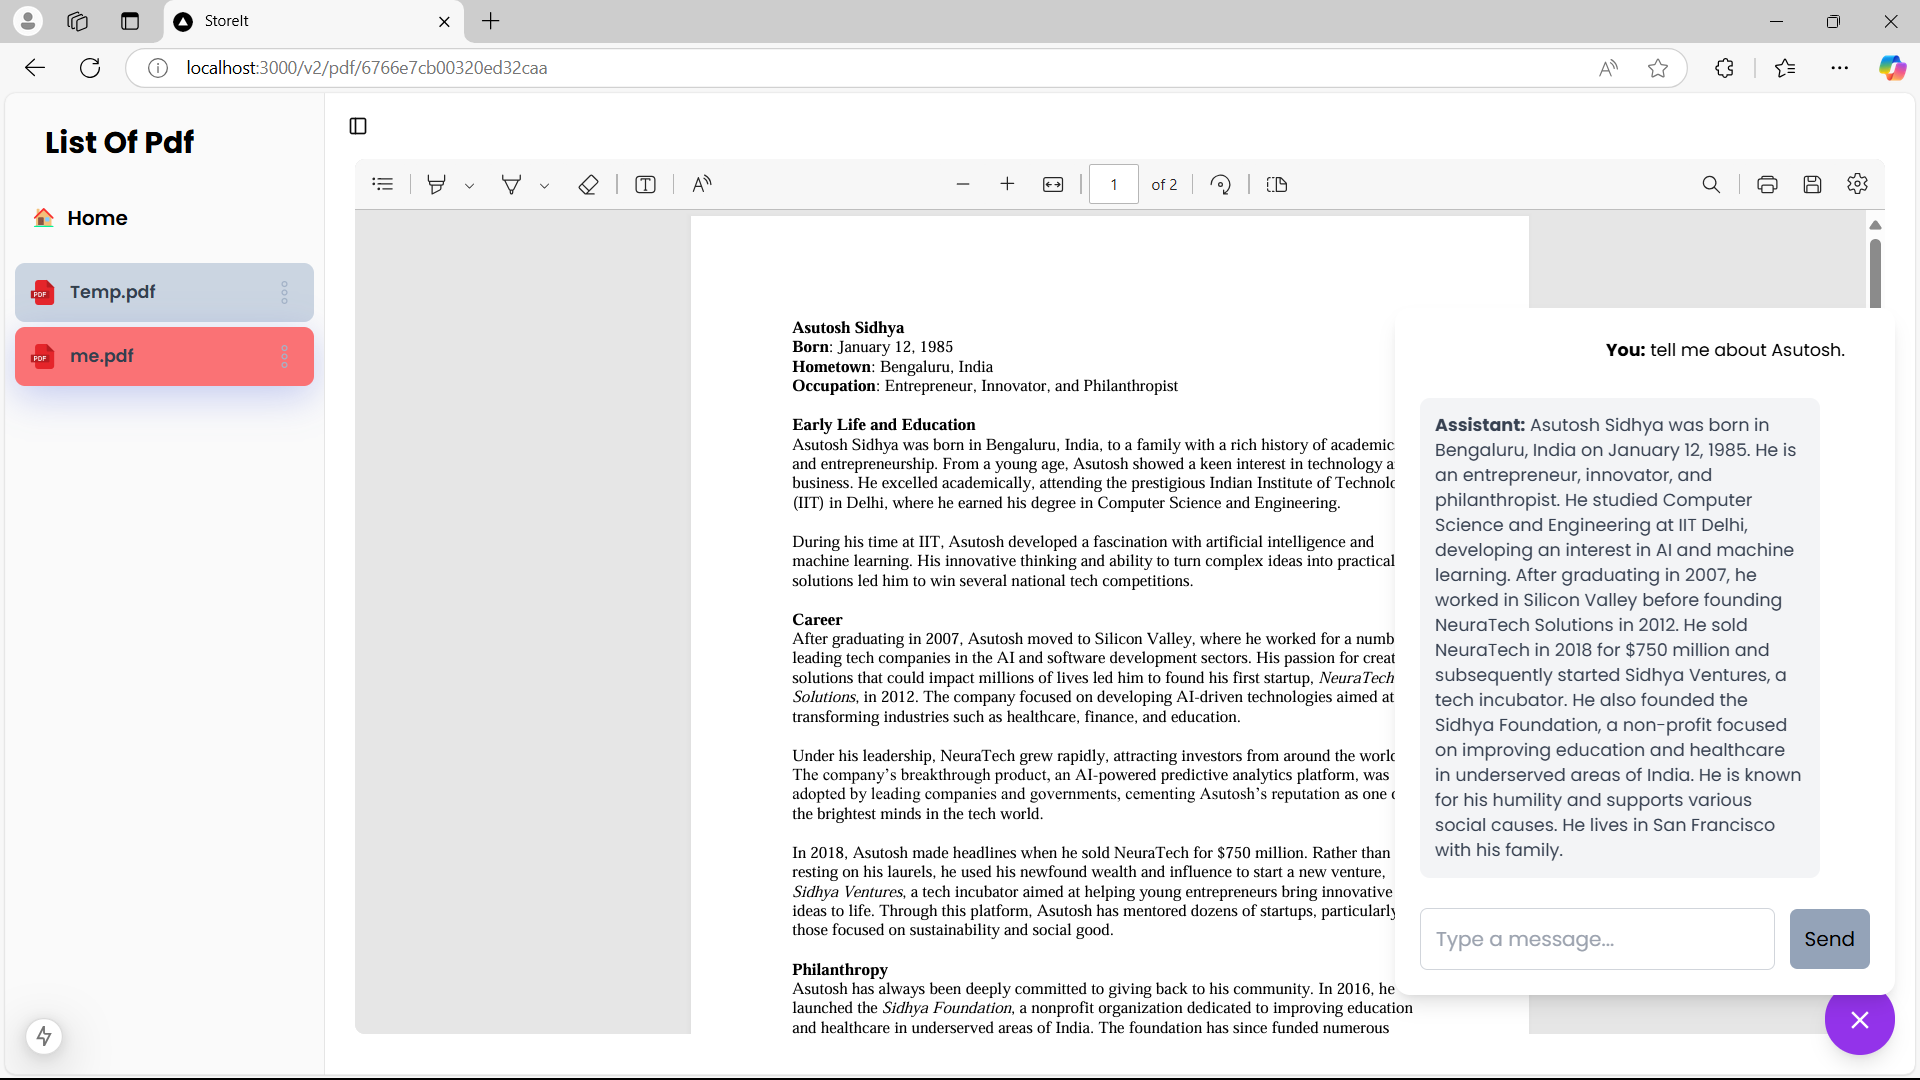 StoreIt
localhost:3000/v2/pdf/6766e7cb00320ed32caa
List Of Pdf
Home
Temp.pdf
me.pdf
1 of 2
Asutosh Sidhya
Born: January 12, 1985
Hometown: Bengaluru, India
Occupation: Entrepreneur, Innovator, and Philanthropist
Early Life and Education
Asutosh Sidhya was born in Bengaluru, India, to a family with a rich history of academic
and entrepreneurship. From a young age, Asutosh showed a keen interest in technology a
business. He excelled academically, attending the prestigious Indian Institute of Technolo
(IIT) in Delhi, where he earned his degree in Computer Science and Engineering.
During his time at IIT, Asutosh developed a fascination with artificial intelligence and
machine learning. His innovative thinking and ability to turn complex ideas into practical
solutions led him to win several national tech competitions.
Career
After graduating in 2007, Asutosh moved to Silicon Valley, where he worked for a numb
leading tech companies in the AI and software development sectors. His passion for creat
solutions that could impact millions of lives led him to found his first startup, NeuraTech
Solutions, in 2012. The company focused on developing AI-driven technologies aimed at
transforming industries such as healthcare, finance, and education.
Under his leadership, NeuraTech grew rapidly, attracting investors from around the world
The company's breakthrough product, an AI-powered predictive analytics platform, was
adopted by leading companies and governments, cementing Asutosh's reputation as one o
the brightest minds in the tech world.
In 2018, Asutosh made headlines when he sold NeuraTech for $750 million. Rather than
resting on his laurels, he used his newfound wealth and influence to start a new venture,
Sidhya Ventures, a tech incubator aimed at helping young entrepreneurs bring innovative
ideas to life. Through this platform, Asutosh has mentored dozens of startups, particularly
those focused on sustainability and social good.
Philanthropy
Asutosh has always been deeply committed to giving back to his community. In 2016, he
launched the Sidhya Foundation, a nonprofit organization dedicated to improving education
and healthcare in underserved areas of India. The foundation has since funded numerous
You: tell me about Asutosh.
Assistant: Asutosh Sidhya was born in
Bengaluru, India on January 12, 1985. He is
an entrepreneur, innovator, and
philanthropist. He studied Computer
Science and Engineering at IIT Delhi,
developing an interest in AI and machine
learning. After graduating in 2007, he
worked in Silicon Valley before founding
NeuraTech Solutions in 2012. He sold
NeuraTech in 2018 for $750 million and
subsequently started Sidhya Ventures, a
tech incubator. He also founded the
Sidhya Foundation, a non-profit focused
on improving education and healthcare
in underserved areas of India. He is known
for his humility and supports various
social causes. He lives in San Francisco
with his family.
Type a message...
Send